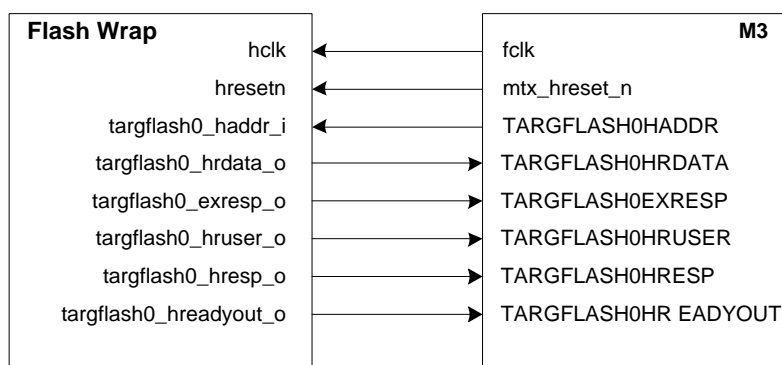 Flash Wrap
M3
hclk
fclk
hresetn
mtx_hreset_n
targflash0_haddr_i
TARGFLASH0HADDR
targflash0_hrdata_o
TARGFLASH0HRDATA
targflash0_exresp_o
TARGFLASH0EXRESP
targflash0_hruser_o
TARGFLASH0HRUSER
targflash0_hresp_o
TARGFLASH0HRESP
targflash0_hreadyout_o
TARGFLASH0HR EADYOUT